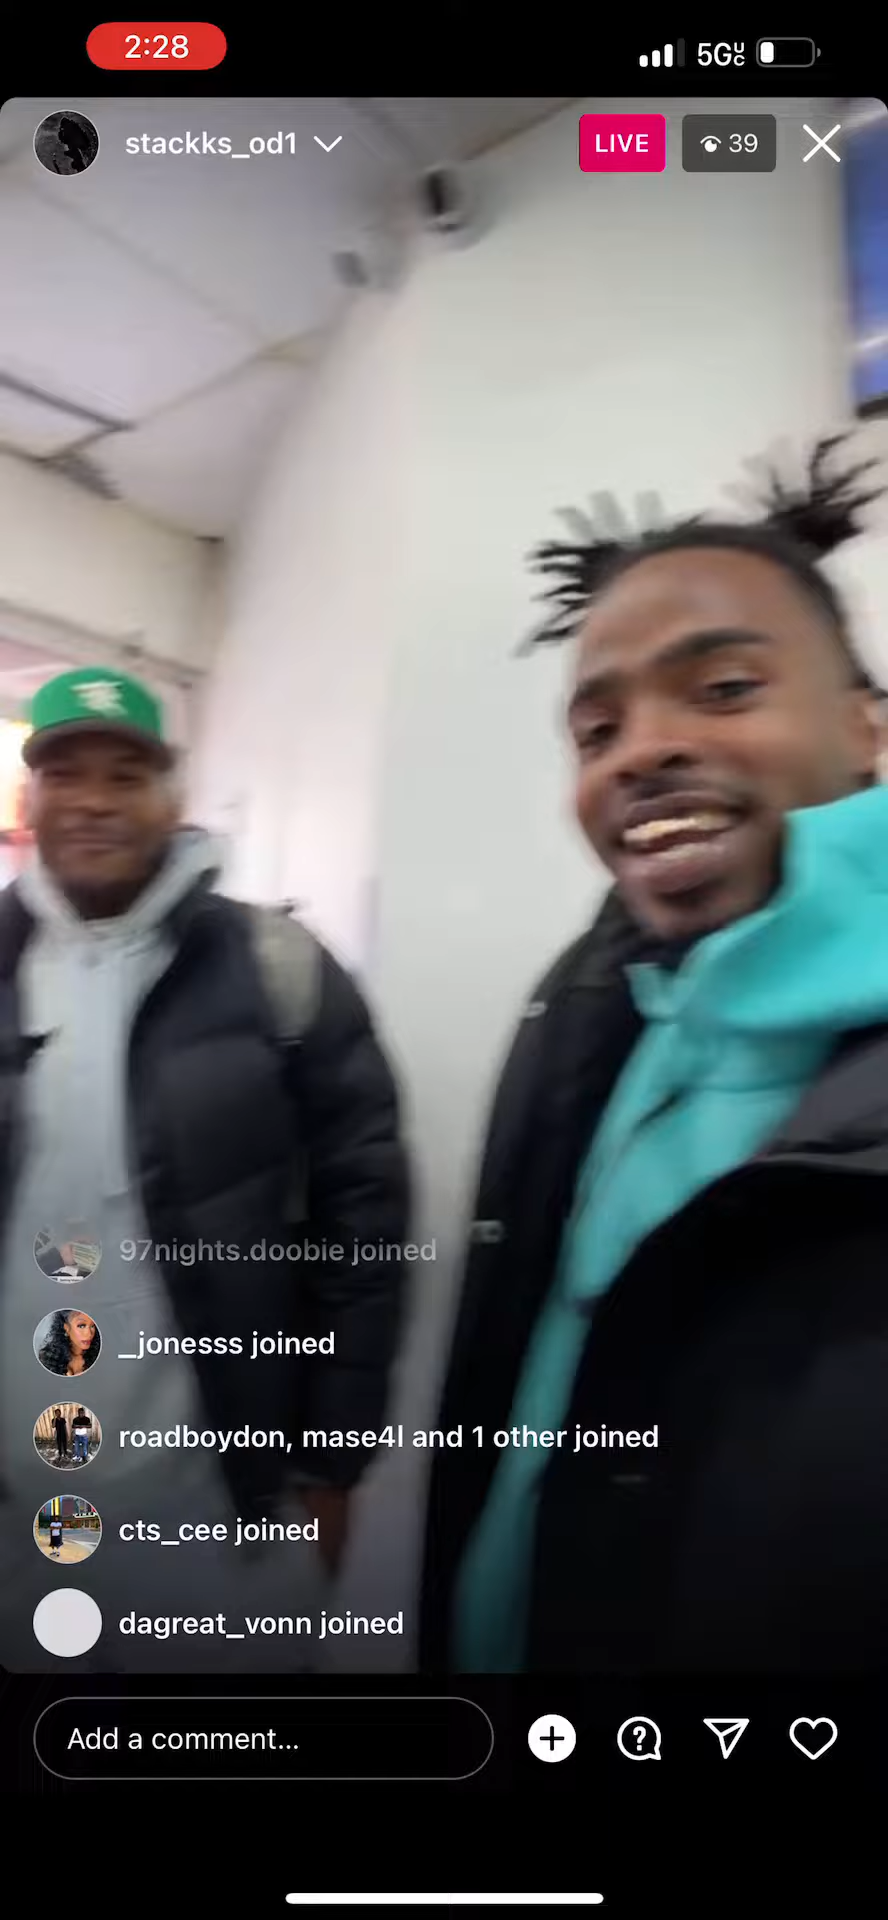 2:28
5GUC
stackks_od1
LIVE
39
97nights.doobie joined
_jonesss joined
roadboydon, mase4l and 1 other joined
cts_cee joined
dagreat_vonn joined
Add a comment...